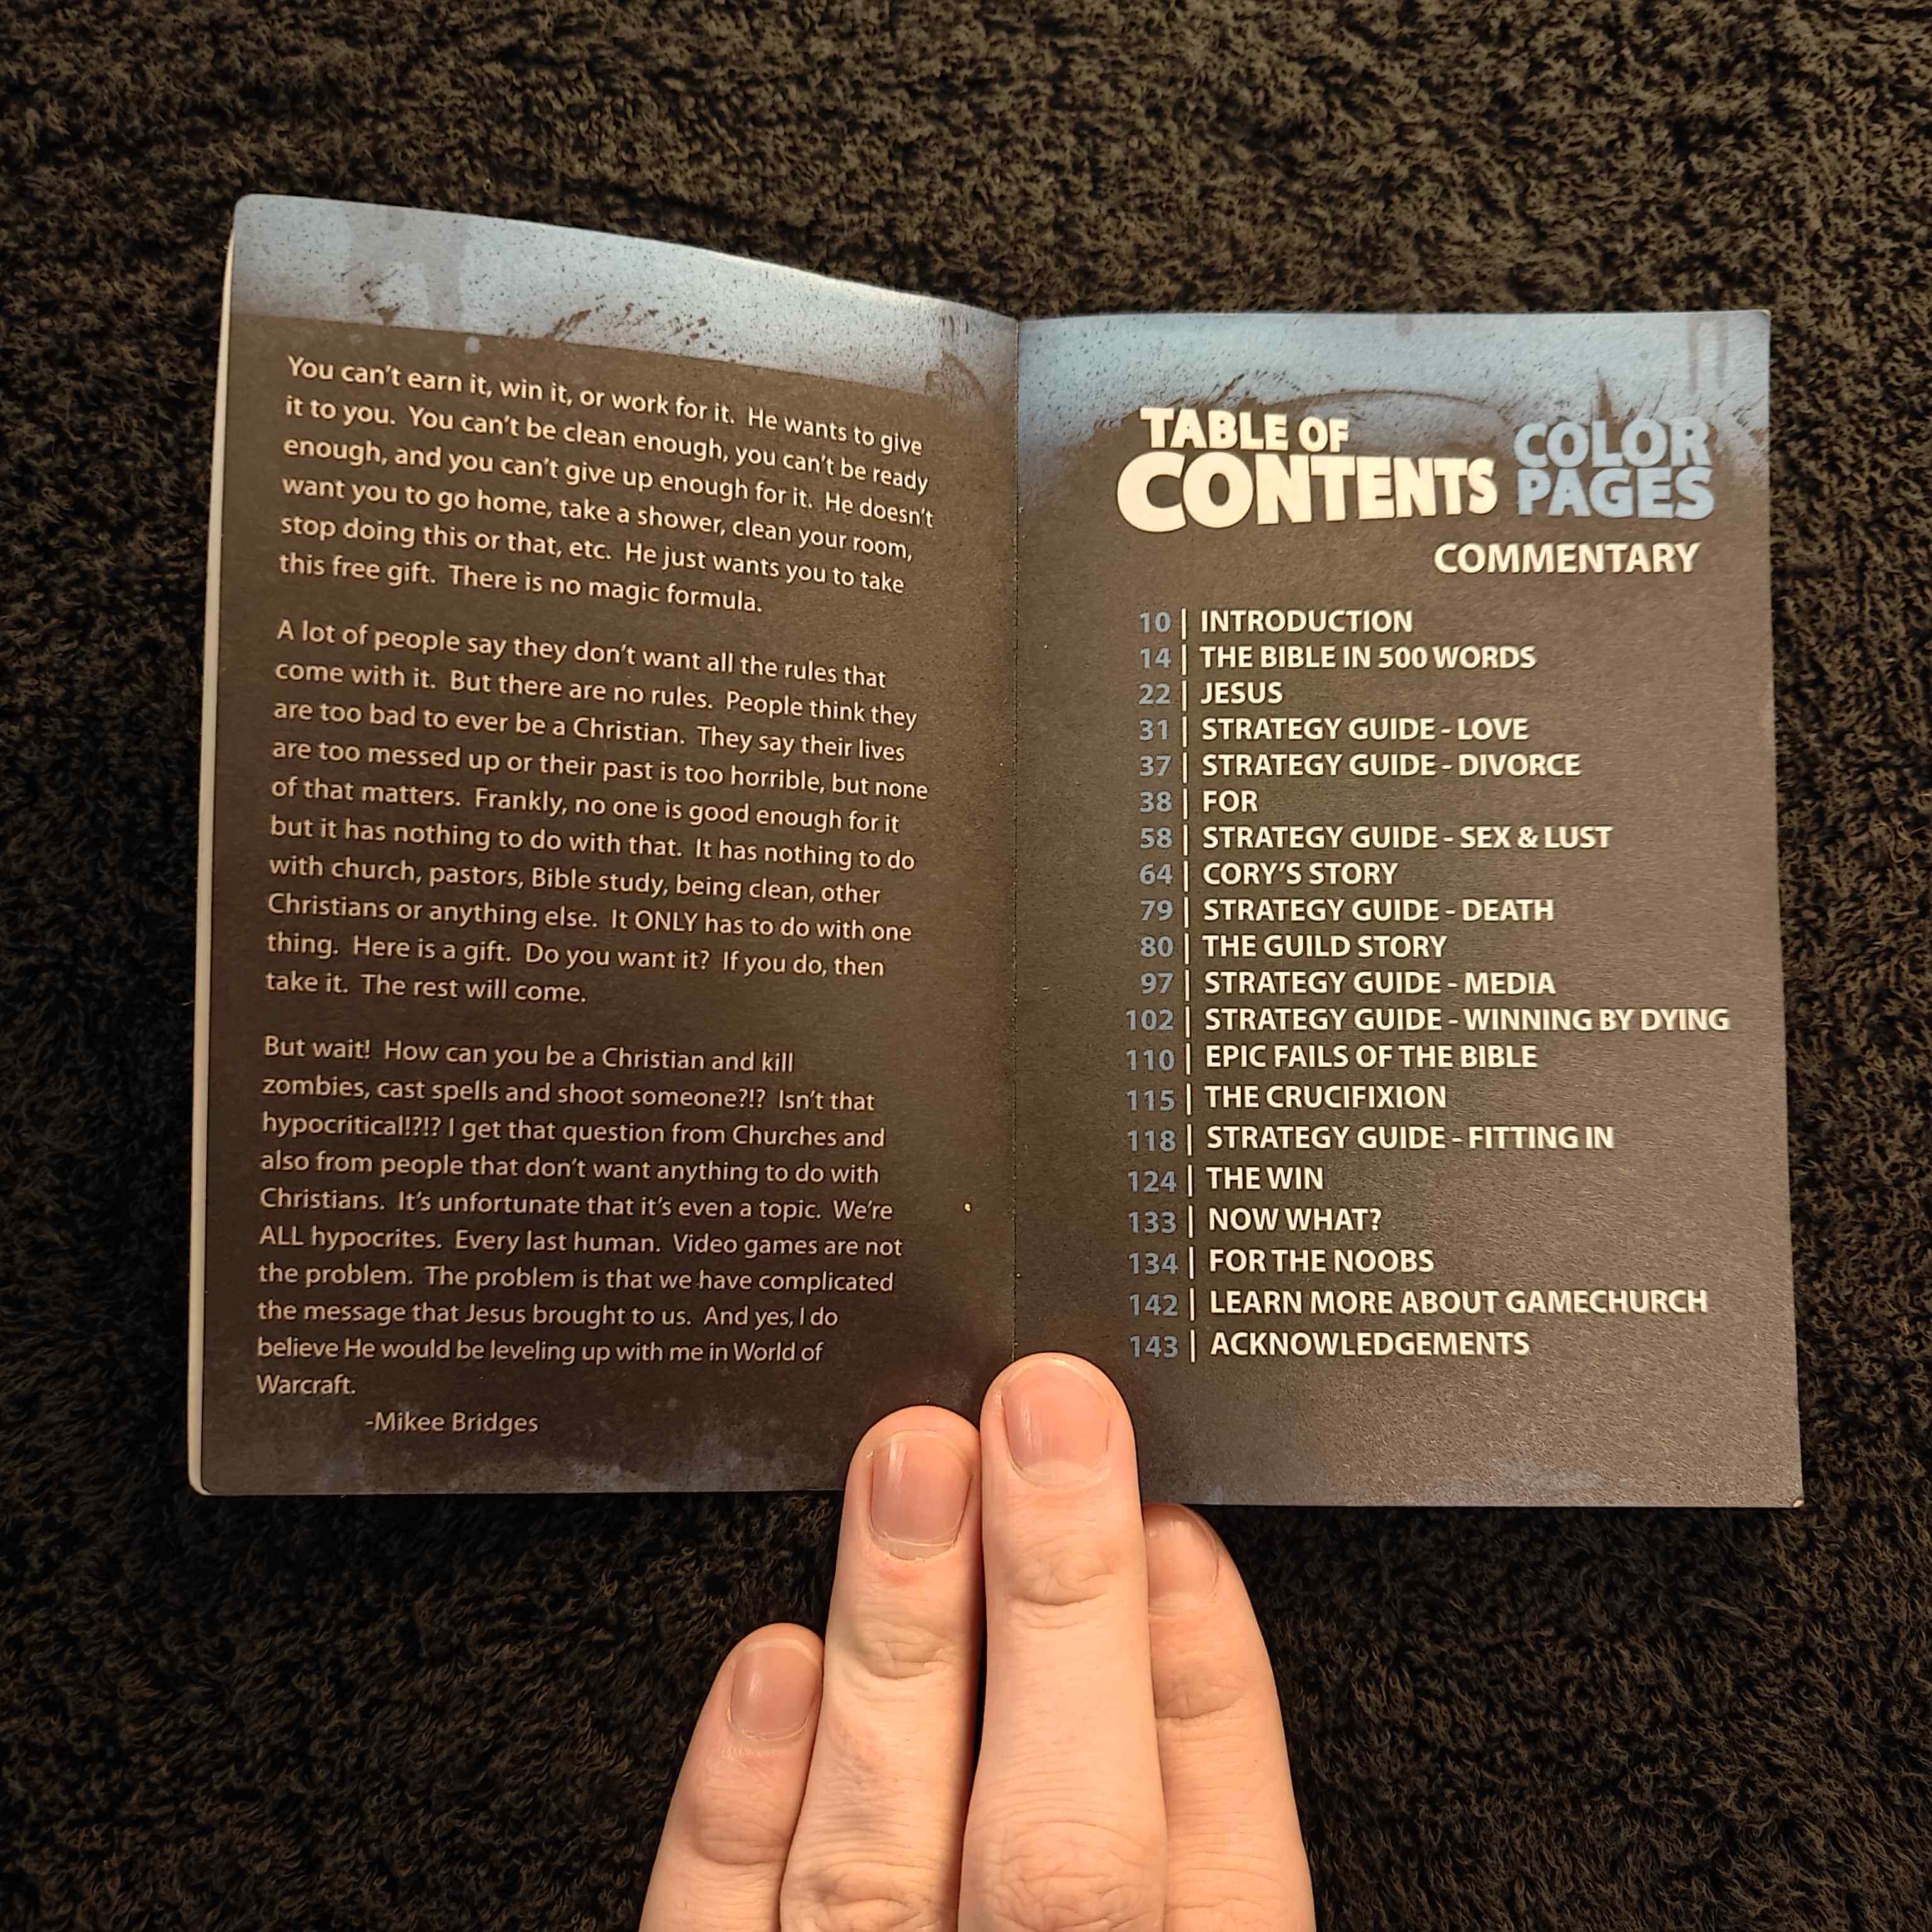 You can't earn it, win it, or work for it.  He wants to give
it to you.  You can't be clean enough, you can't be ready
enough, and you can't give up enough for it.  He doesn't
want you to go home, take a shower, clean your room,
stop doing this or that, etc.  He just wants you to take
this free gift.  There is no magic formula.
A lot of people say they don't want all the rules that
come with it.  But there are no rules.  People think they
are too bad to ever be a Christian.  They say their lives
are too messed up or their past is too horrible, but none
of that matters.  Frankly, no one is good enough for it
but it has nothing to do with that.  It has nothing to do
with church, pastors, Bible study, being clean, other
Christians or anything else.  It ONLY has to do with one
thing.  Here is a gift.  Do you want it?  If you do, then
take it.  The rest will come.
But wait!  How can you be a Christian and kill
zombies, cast spells and shoot someone?!?  Isn't that
hypocritical!?!? I get that question from Churches and
also from people that don't want anything to do with
Christians.  It's unfortunate that it's even a topic.  We're
ALL hypocrites.  Every last human.  Video games are not
the problem.  The problem is that we have complicated
the message that Jesus brought to us.  And yes, I do
believe He would be leveling up with me in World of
Warcraft.
-Mikee Bridges
TABLE OF
CONTENTS
COLOR
PAGES
COMMENTARY
10 | INTRODUCTION
14 | THE BIBLE IN 500 WORDS
22 | JESUS
31 | STRATEGY GUIDE - LOVE
37 | STRATEGY GUIDE - DIVORCE
38 | FOR
58 | STRATEGY GUIDE - SEX & LUST
64 | CORY'S STORY
79 | STRATEGY GUIDE - DEATH
80 | THE GUILD STORY
97 | STRATEGY GUIDE - MEDIA
102 | STRATEGY GUIDE - WINNING BY DYING
110 | EPIC FAILS OF THE BIBLE
115 | THE CRUCIFIXION
118 | STRATEGY GUIDE - FITTING IN
124 | THE WIN
133 | NOW WHAT?
134 | FOR THE NOOBS
142 | LEARN MORE ABOUT GAMECHURCH
143 | ACKNOWLEDGEMENTS